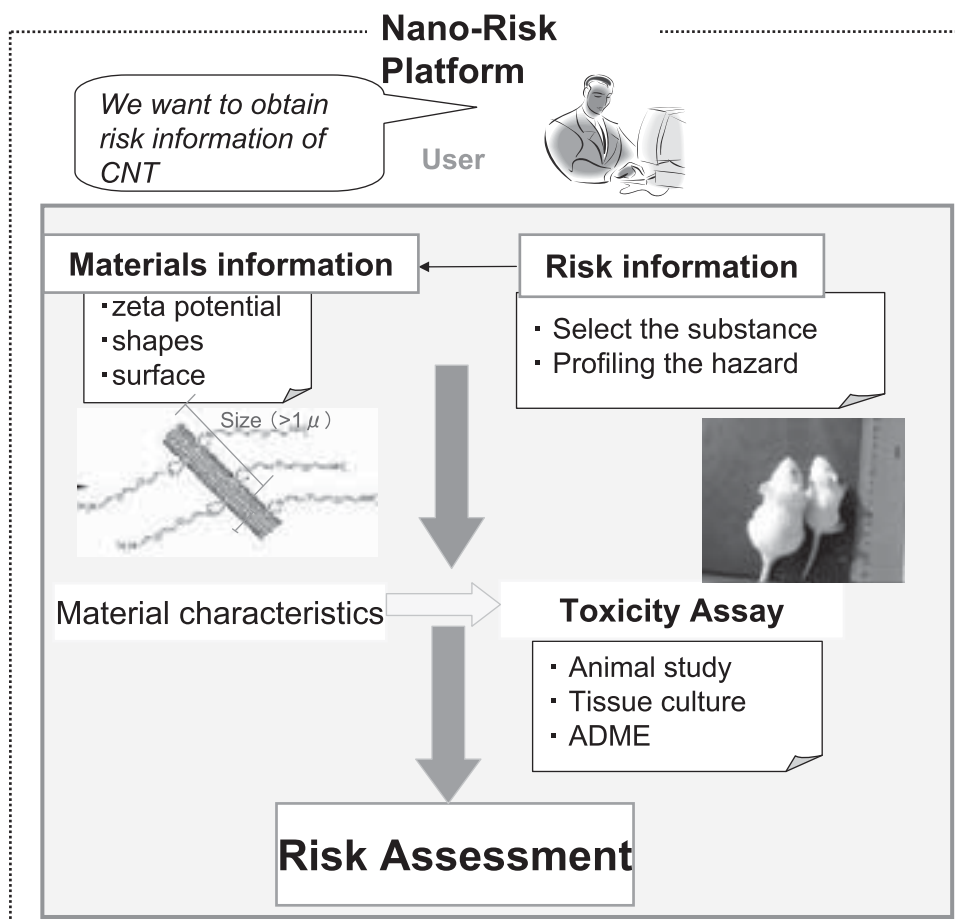 Nano-Risk
Platform
We want to obtain
risk information of
CNT
User
Materials information
Risk information
・zeta potential
・shapes
・surface
・Select the substance
・Profiling the hazard
Size (>1μ)
Material characteristics
Toxicity Assay
・Animal study
・Tissue culture
・ADME
Risk Assessment